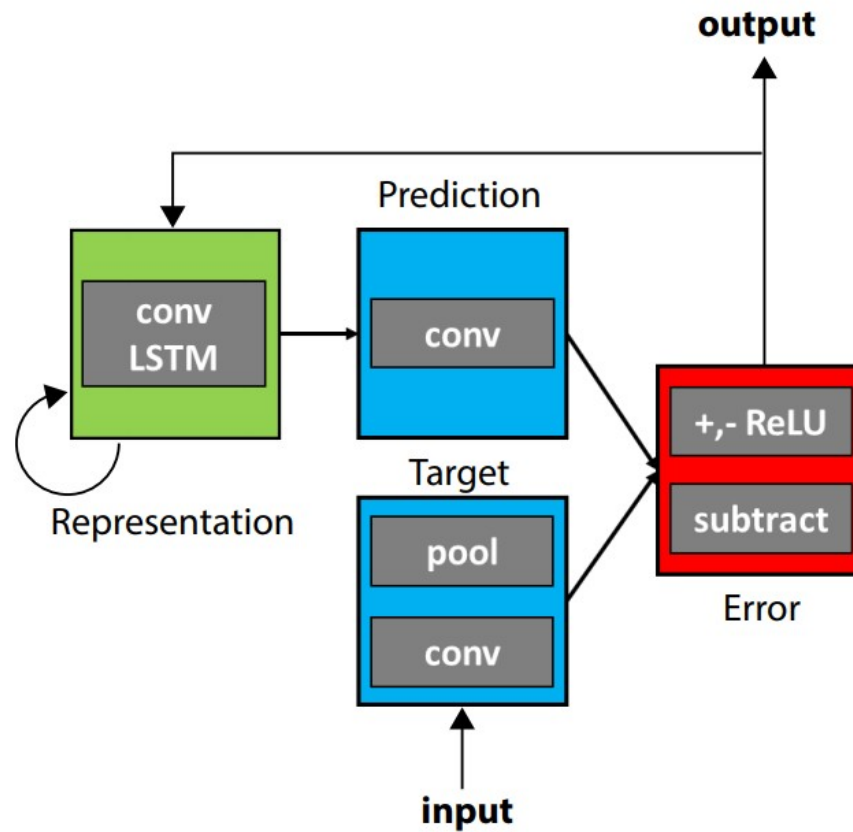 output
Prediction
conv
LSTM
conv
+,- ReLU
Target
subtract
Representation
pool
Error
conv
input